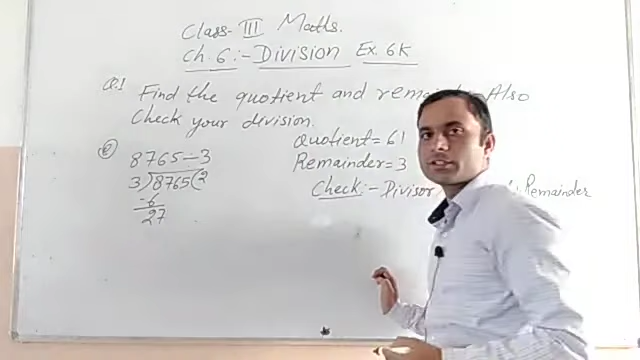 Class- III Maths.
Ch. 6 :- Division Ex. 6K
Q.1 Find the quotient and Also
Check your division.
8765 - 3
3 ) 8765 ( 2
- 6
27
Quotient = 61
Remainder = 3
Check :- Divisor Remainder